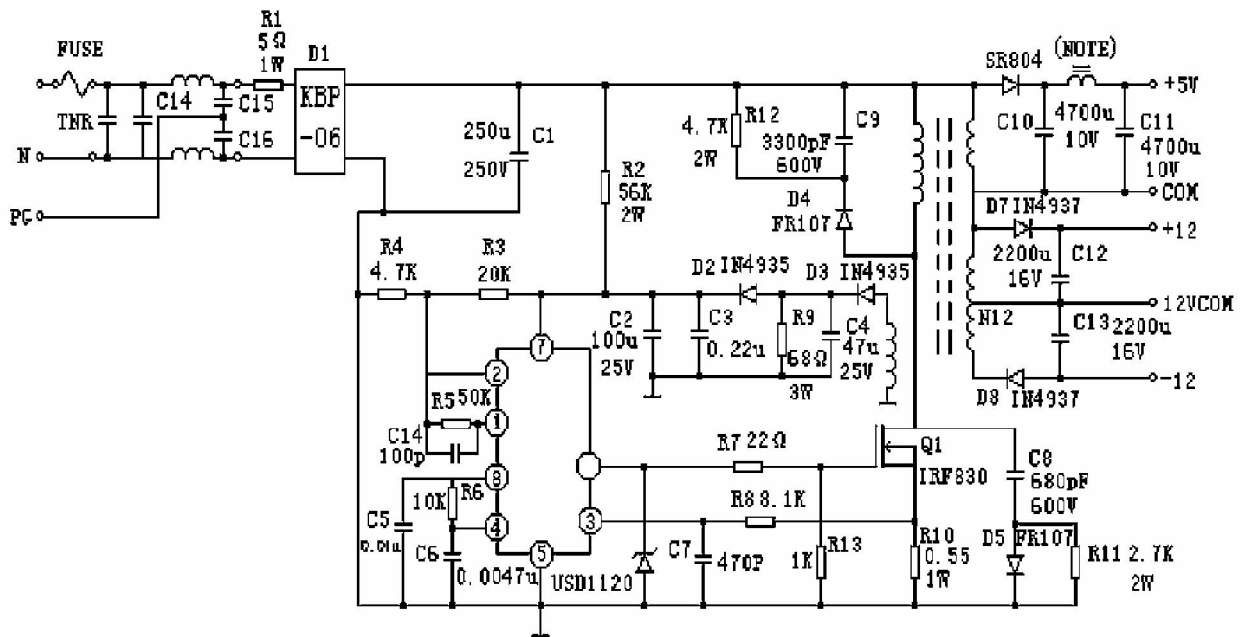 FUSE
R1
5Ω
1W
D1
KBP
-06
TNR
C14
C15
C16
N
PG
250u
250V
C1
R2
56K
2W
R12
4.7K
2W
C9
3300pF
600V
D4
FR107
SR804
(NOTE)
+5V
C10
4700u
10V
C11
4700u
10V
COM
D7IN4937
+12
2200u
16V
C12
12VCOM
N12
C13
2200u
16V
-12
D8
IN4937
R4
4.7K
R3
20K
D2
IN4935
D3
IN4935
C2
100u
25V
C3
0.22u
R9
68Ω
3W
C4
47u
25V
7
2
R5
50K
1
C14
100p
8
R6
10K
4
C5
0.01u
C6
0.0047u
5
3
USD1120
R7
22Ω
R8
8.1K
C7
470P
R13
1K
Q1
IRF830
C8
680pF
600V
R10
0.55
1W
D5
FR107
R11
2.7K
2W